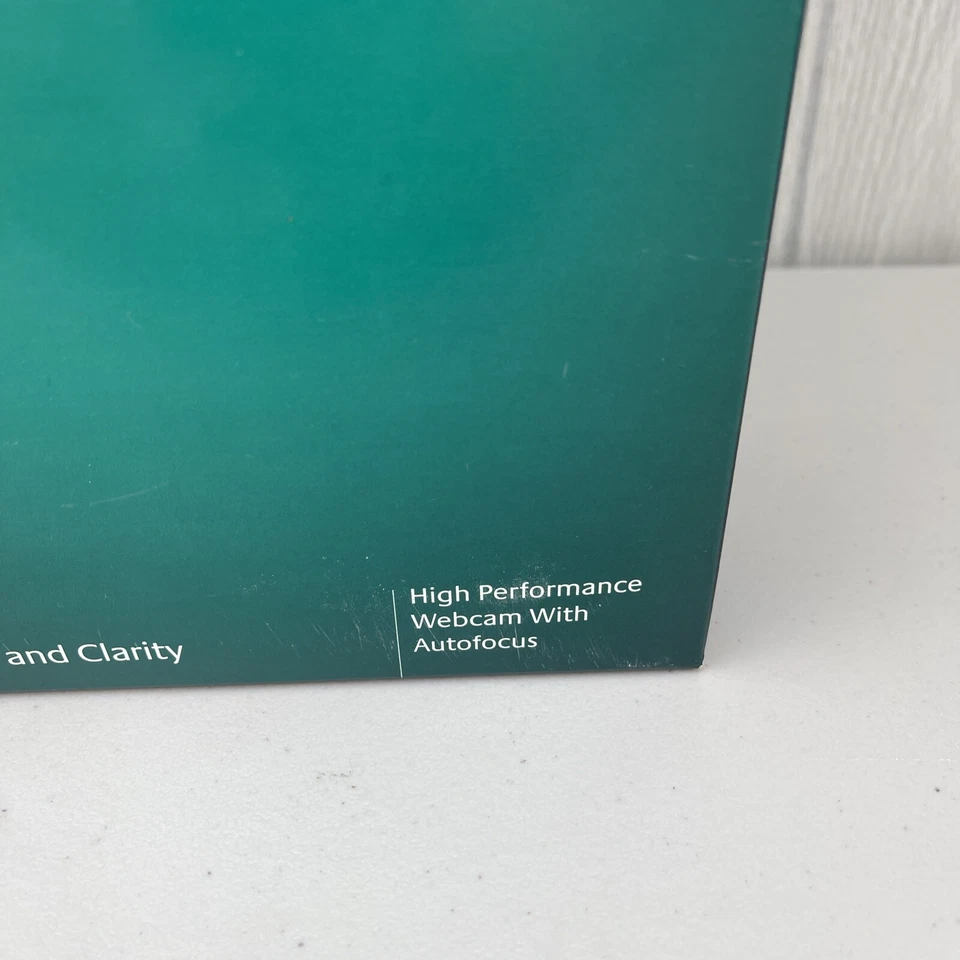 and Clarity
High Performance
Webcam With
Autofocus